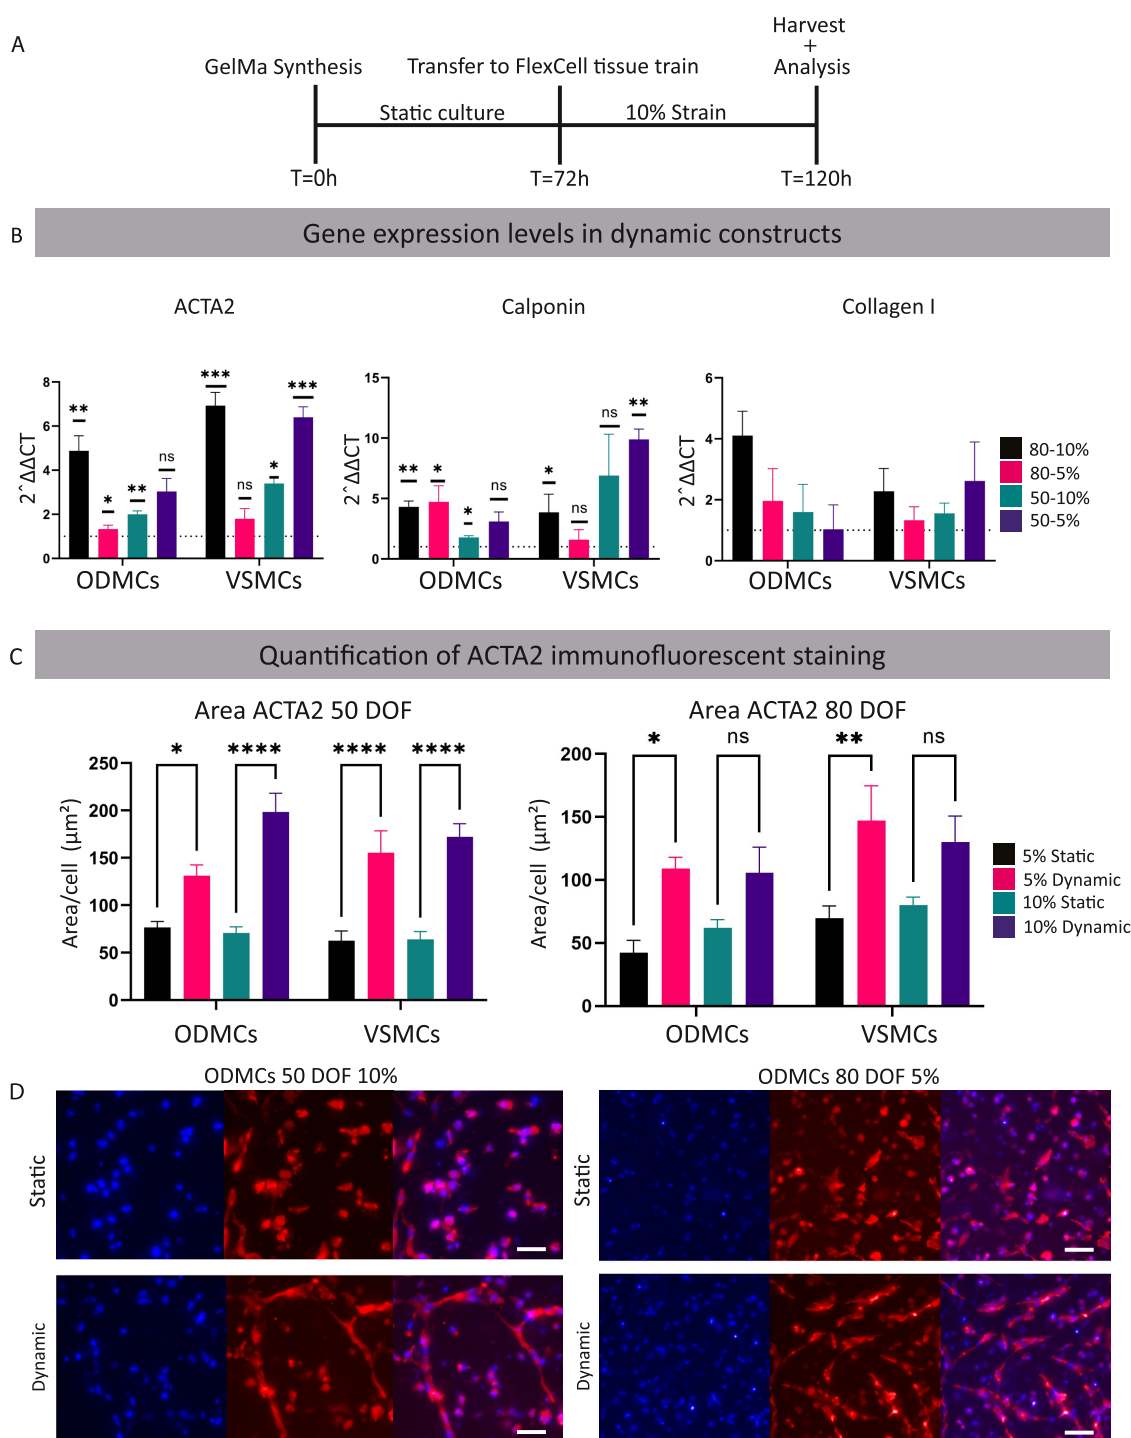 A
GelMa Synthesis
Transfer to FlexCell tissue train
Harvest
+
Analysis
Static culture
10% Strain
T=0h
T=72h
T=120h
B
Gene expression levels in dynamic constructs
ACTA2
2^ΔΔCT
8
6
4
2
0
** * ** ns *** ns * ***
ODMCs VSMCs
Calponin
2^ΔΔCT
15
10
5
0
** * * ns * ns ns **
ODMCs VSMCs
Collagen I
2^ΔΔCT
6
4
2
0
ODMCs VSMCs
80-10%
80-5%
50-10%
50-5%
C
Quantification of ACTA2 immunofluorescent staining
Area ACTA2 50 DOF
Area/cell (µm²)
250
200
150
100
50
0
* **** **** ****
ODMCs VSMCs
Area ACTA2 80 DOF
Area/cell (µm²)
200
150
100
50
0
* ns ** ns
ODMCs VSMCs
5% Static
5% Dynamic
10% Static
10% Dynamic
D
ODMCs 50 DOF 10%
Static
Dynamic
ODMCs 80 DOF 5%
Static
Dynamic